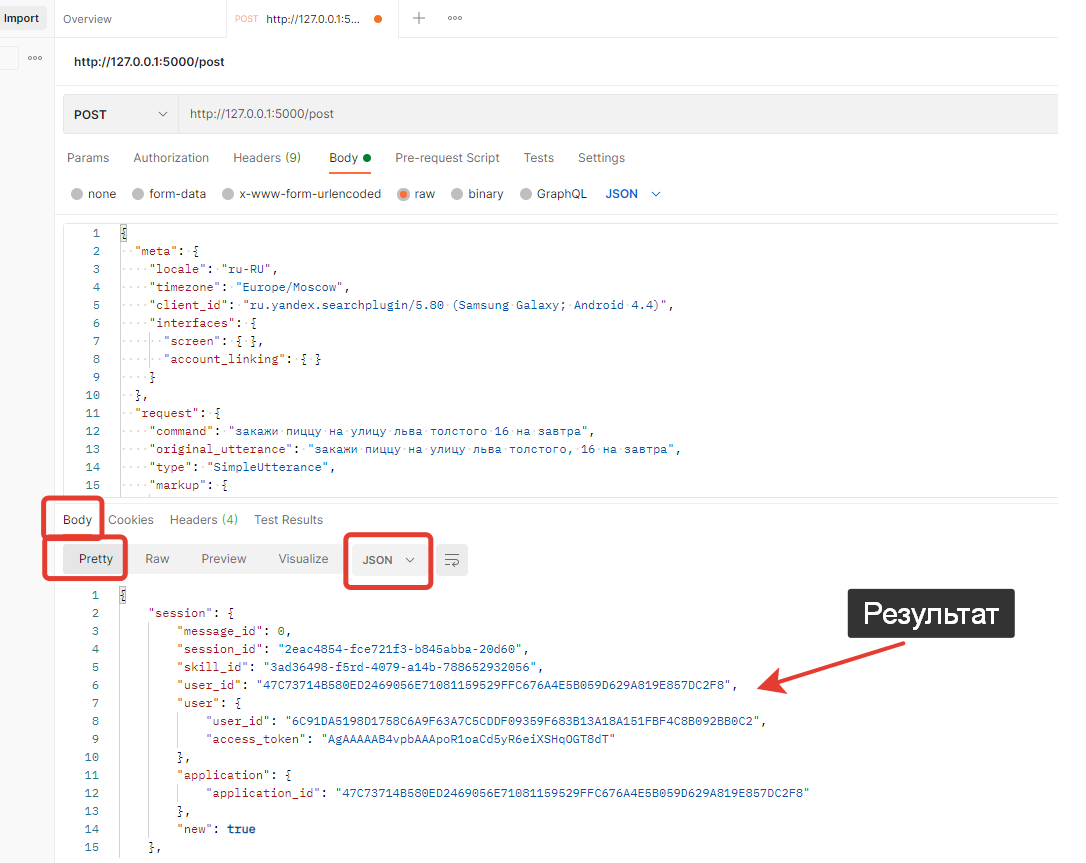 Import Overview POST http://127.0.0.1:5...
http://127.0.0.1:5000/post
POST http://127.0.0.1:5000/post
Params Authorization Headers (9) Body Pre-request Script Tests Settings
none form-data x-www-form-urlencoded raw binary GraphQL JSON
1 {
2 "meta": {
3 "locale": "ru-RU",
4 "timezone": "Europe/Moscow",
5 "client_id": "ru.yandex.searchplugin/5.80 (Samsung Galaxy; Android 4.4)",
6 "interfaces": {
7 "screen": { },
8 "account_linking": { }
9 }
10 },
11 "request": {
12 "command": "закажи пиццу на улицу льва толстого 16 на завтра",
13 "original_utterance": "закажи пиццу на улицу льва толстого, 16 на завтра",
14 "type": "SimpleUtterance",
15 "markup": {
Body Cookies Headers (4) Test Results
Pretty Raw Preview Visualize JSON
1 {
2 "session": {
3 "message_id": 0,
4 "session_id": "2eac4854-fce721f3-b845abba-20d60",
5 "skill_id": "3ad36498-f5rd-4079-a14b-788652932056",
6 "user_id": "47C73714B580ED2469056E71081159529FFC676A4E5B059D629A819E857DC2F8",
7 "user": {
8 "user_id": "6C91DA5198D1758C6A9F63A7C5CDDF09359F683B13A18A151FBF4C8B092BB0C2",
9 "access_token": "AgAAAAAB4vpbAAApoR1oaCd5yR6eiXSHqOGT8dT"
10 },
11 "application": {
12 "application_id": "47C73714B580ED2469056E71081159529FFC676A4E5B059D629A819E857DC2F8"
13 },
14 "new": true
15 },
Результат